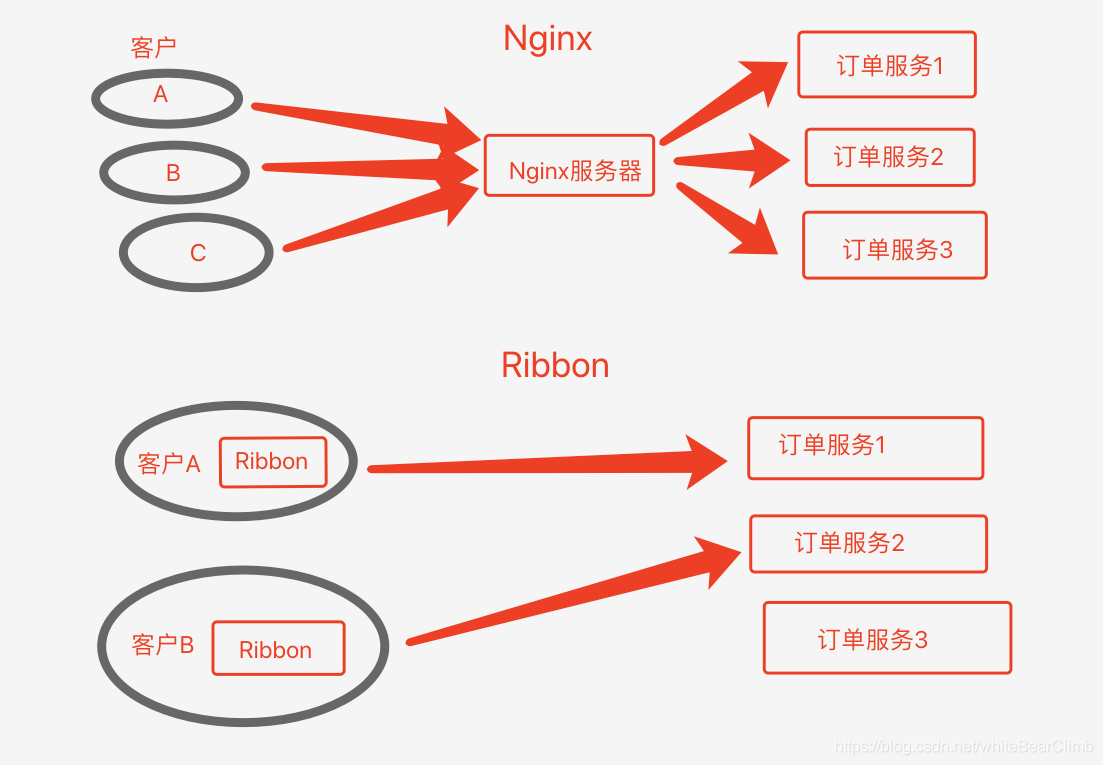 Nginx
客户
A
B
C
Nginx服务器
订单服务1
订单服务2
订单服务3
Ribbon
客户A
Ribbon
订单服务1
订单服务2
客户B
Ribbon
订单服务3
https://blog.csdn.net/whiteBearClimb